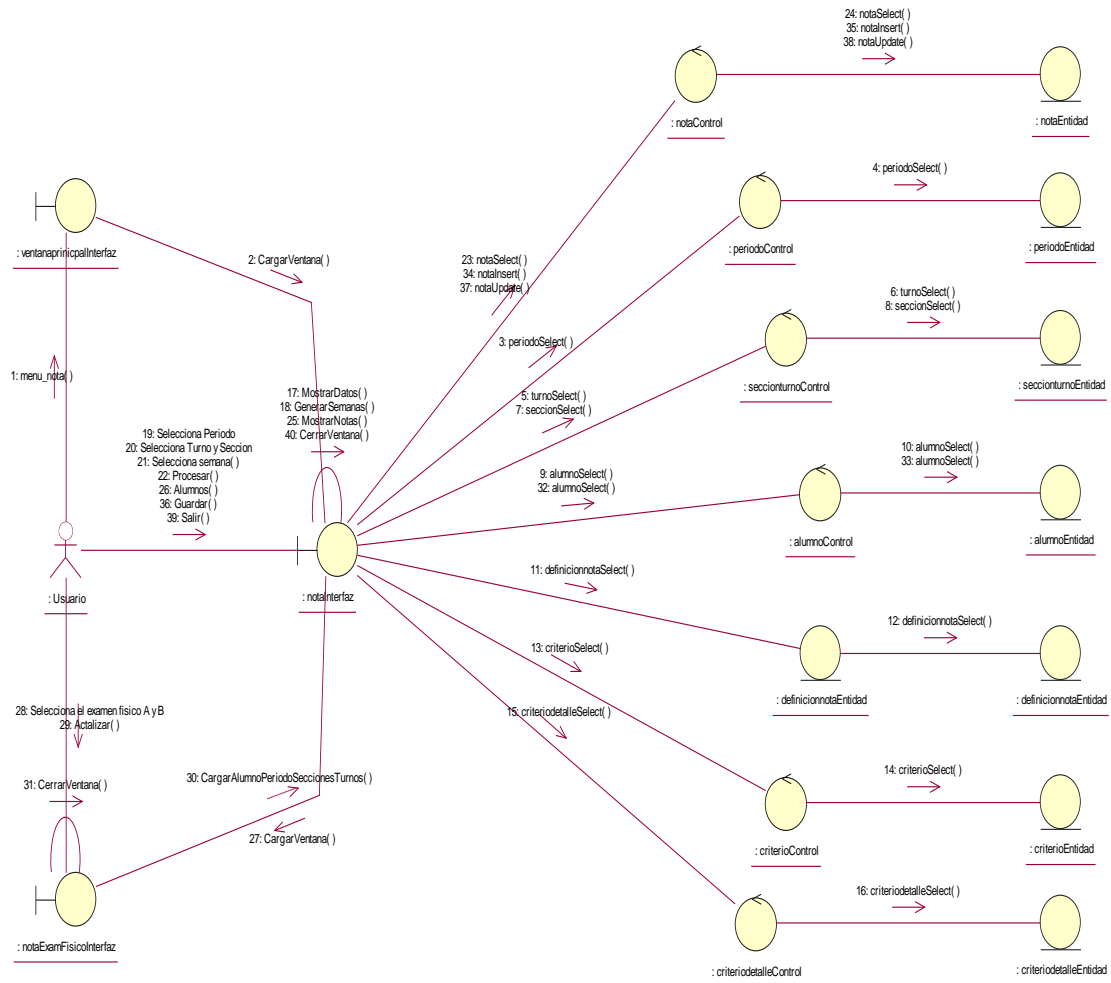 24: notaSelect( )
35: notaInsert( )
38: notaUpdate( )
: notaControl
: notaEntidad
4: periodoSelect( )
: periodoControl
: periodoEntidad
: ventanaprinicpalInterfaz
2: CargarVentana( )
23: notaSelect( )
34: notaInsert( )
37: notaUpdate( )
6: turnoSelect( )
8: seccionSelect( )
3: periodoSelect( )
: seccionturnoControl
: seccionturnoEntidad
1: menu_nota( )
17: MostrarDatos( )
18: GenerarSemanas( )
25: MostrarNotas( )
40: CerrarVentana( )
5: turnoSelect( )
7: seccionSelect( )
19: Selecciona Periodo
20: Selecciona Turno y Seccion
21: Selecciona semana( )
22: Procesar( )
26: Alumnos( )
36: Guardar( )
39: Salir( )
9: alumnoSelect( )
32: alumnoSelect( )
10: alumnoSelect( )
33: alumnoSelect( )
: alumnoControl
: alumnoEntidad
: Usuario
: notaInterfaz
11: definicionnotaSelect( )
12: definicionnotaSelect( )
: definicionnotaEntidad
: definicionnotaEntidad
13: criterioSelect( )
28: Selecciona el examen fisico A y B
29: Actalizar( )
15: criteriodetalleSelect( )
31: CerrarVentana( )
30: CargarAlumnoPeriodoSeccionesTurnos( )
27: CargarVentana( )
14: criterioSelect( )
: criterioControl
: criterioEntidad
16: criteriodetalleSelect( )
: notaExamFisicoInterfaz
: criteriodetalleControl
: criteriodetalleEntidad